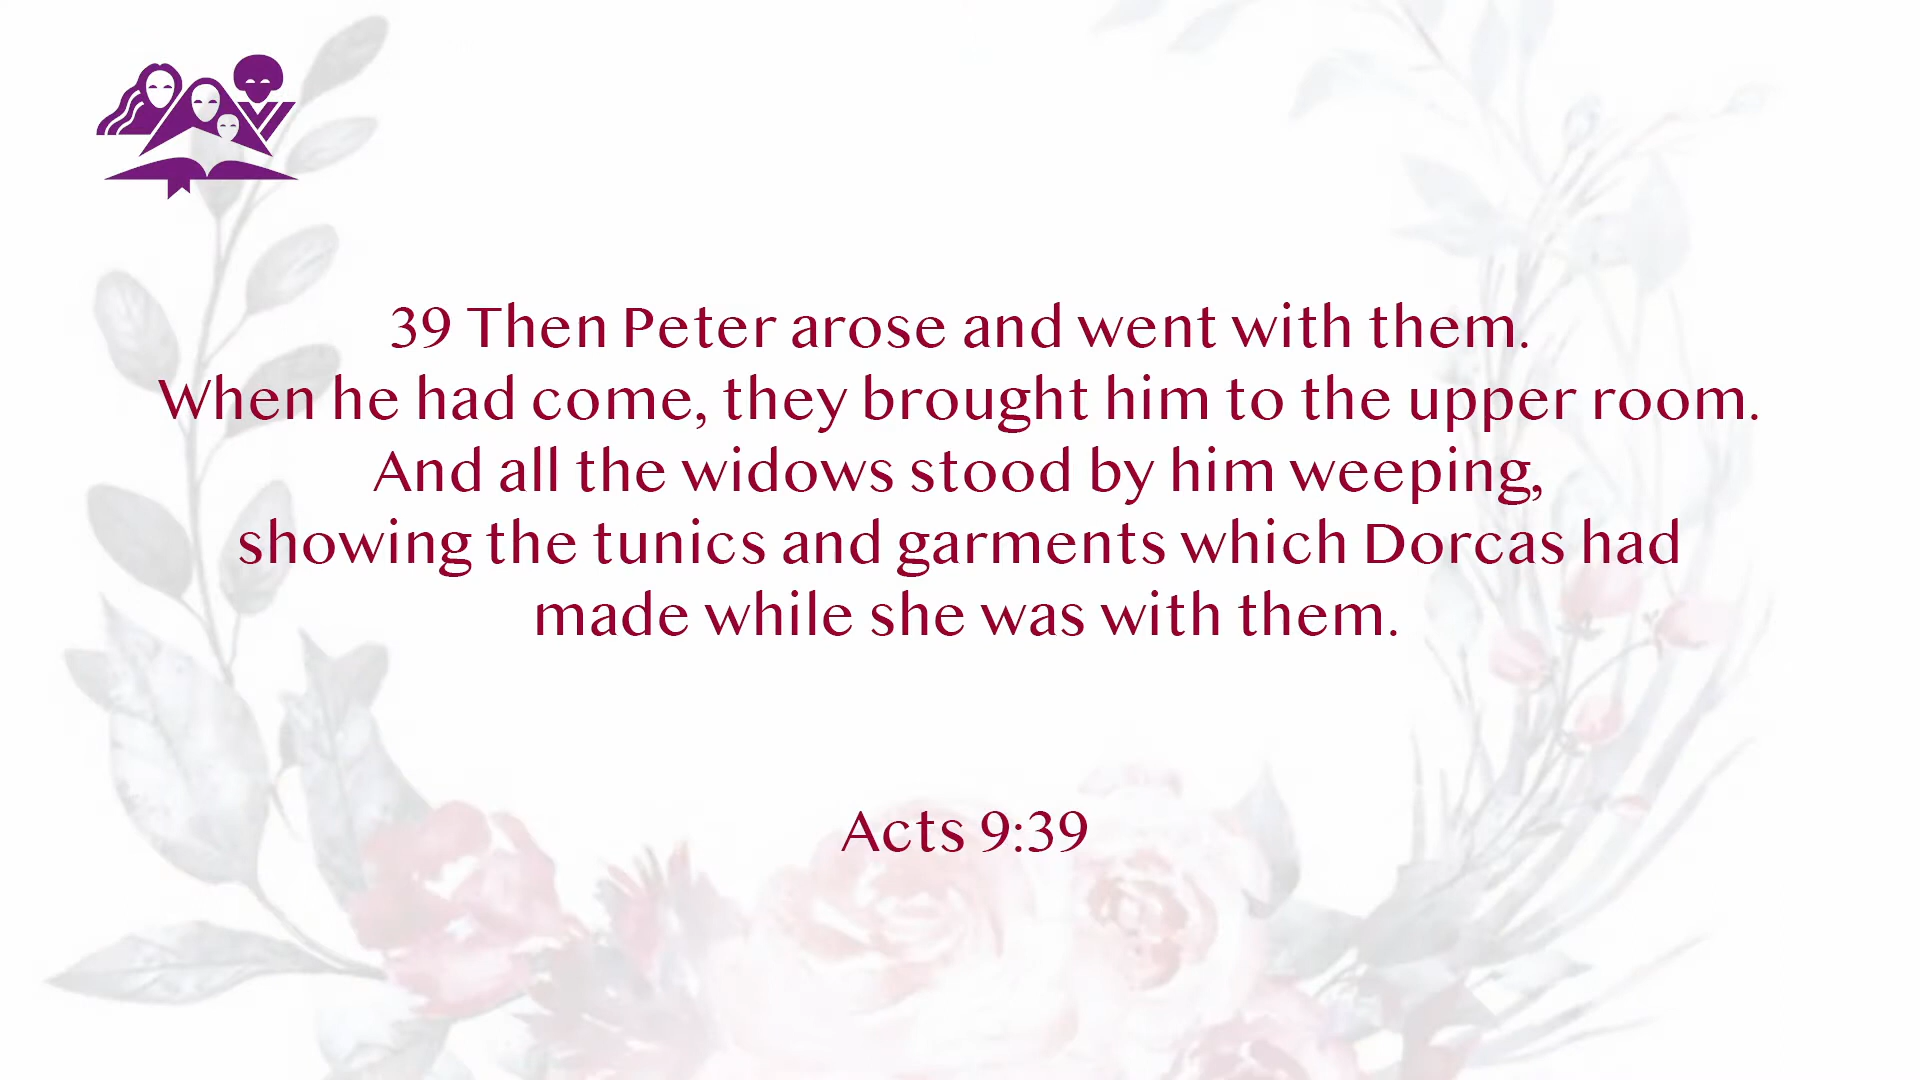 39 Then Peter arose and went with them.
When he had come, they brought him to the upper room.
And all the widows stood by him weeping,
showing the tunics and garments which Dorcas had
made while she was with them.
Acts 9:39